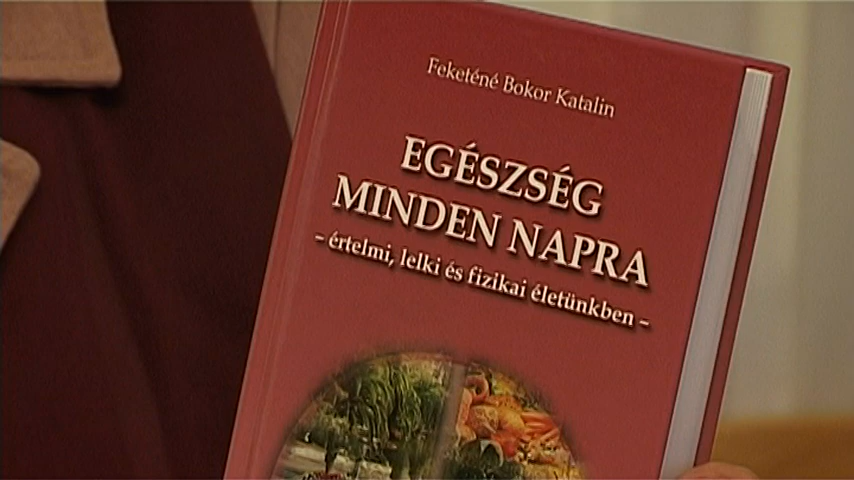 Feketéné Bokor Katalin
EGÉSZSÉG
MINDEN NAPRA
– értelmi, lelki és fizikai életünkben –